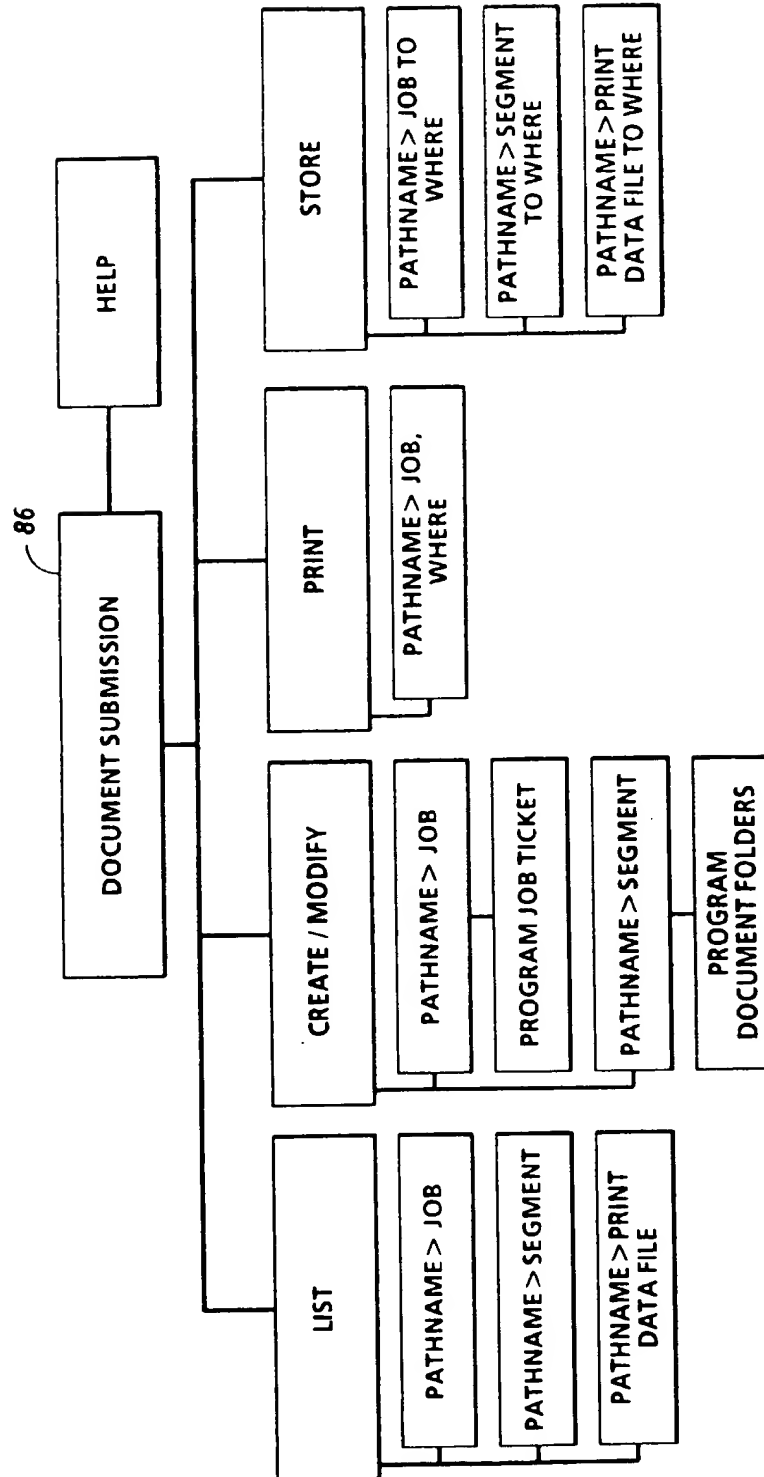 86
DOCUMENT SUBMISSION
HELP
LIST
PATHNAME > JOB
PATHNAME > SEGMENT
PATHNAME > PRINT
DATA FILE
CREATE / MODIFY
PATHNAME > JOB
PROGRAM JOB TICKET
PATHNAME > SEGMENT
PROGRAM
DOCUMENT FOLDERS
PRINT
PATHNAME > JOB,
WHERE
STORE
PATHNAME > JOB TO
WHERE
PATHNAME > SEGMENT
TO WHERE
PATHNAME > PRINT
DATA FILE TO WHERE